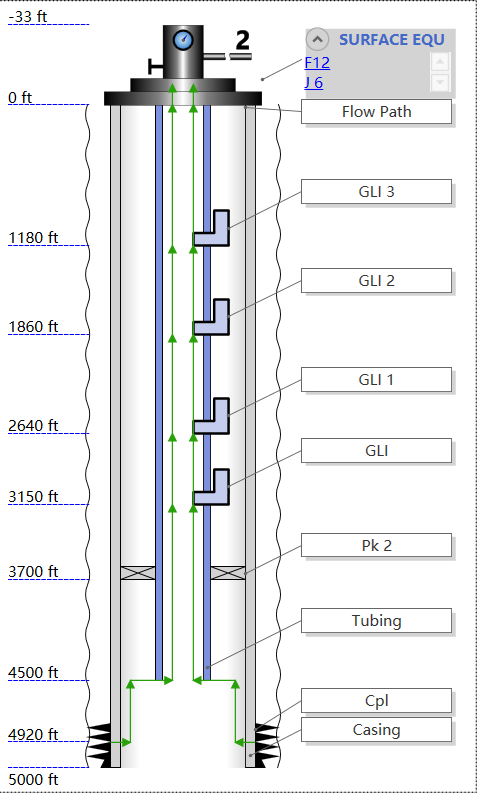 -33 ft
2
SURFACE EQU
F12
J 6
0 ft
Flow Path
GLI 3
1180 ft
GLI 2
1860 ft
GLI 1
2640 ft
GLI
3150 ft
Pk 2
3700 ft
Tubing
4500 ft
Cpl
Casing
4920 ft
5000 ft